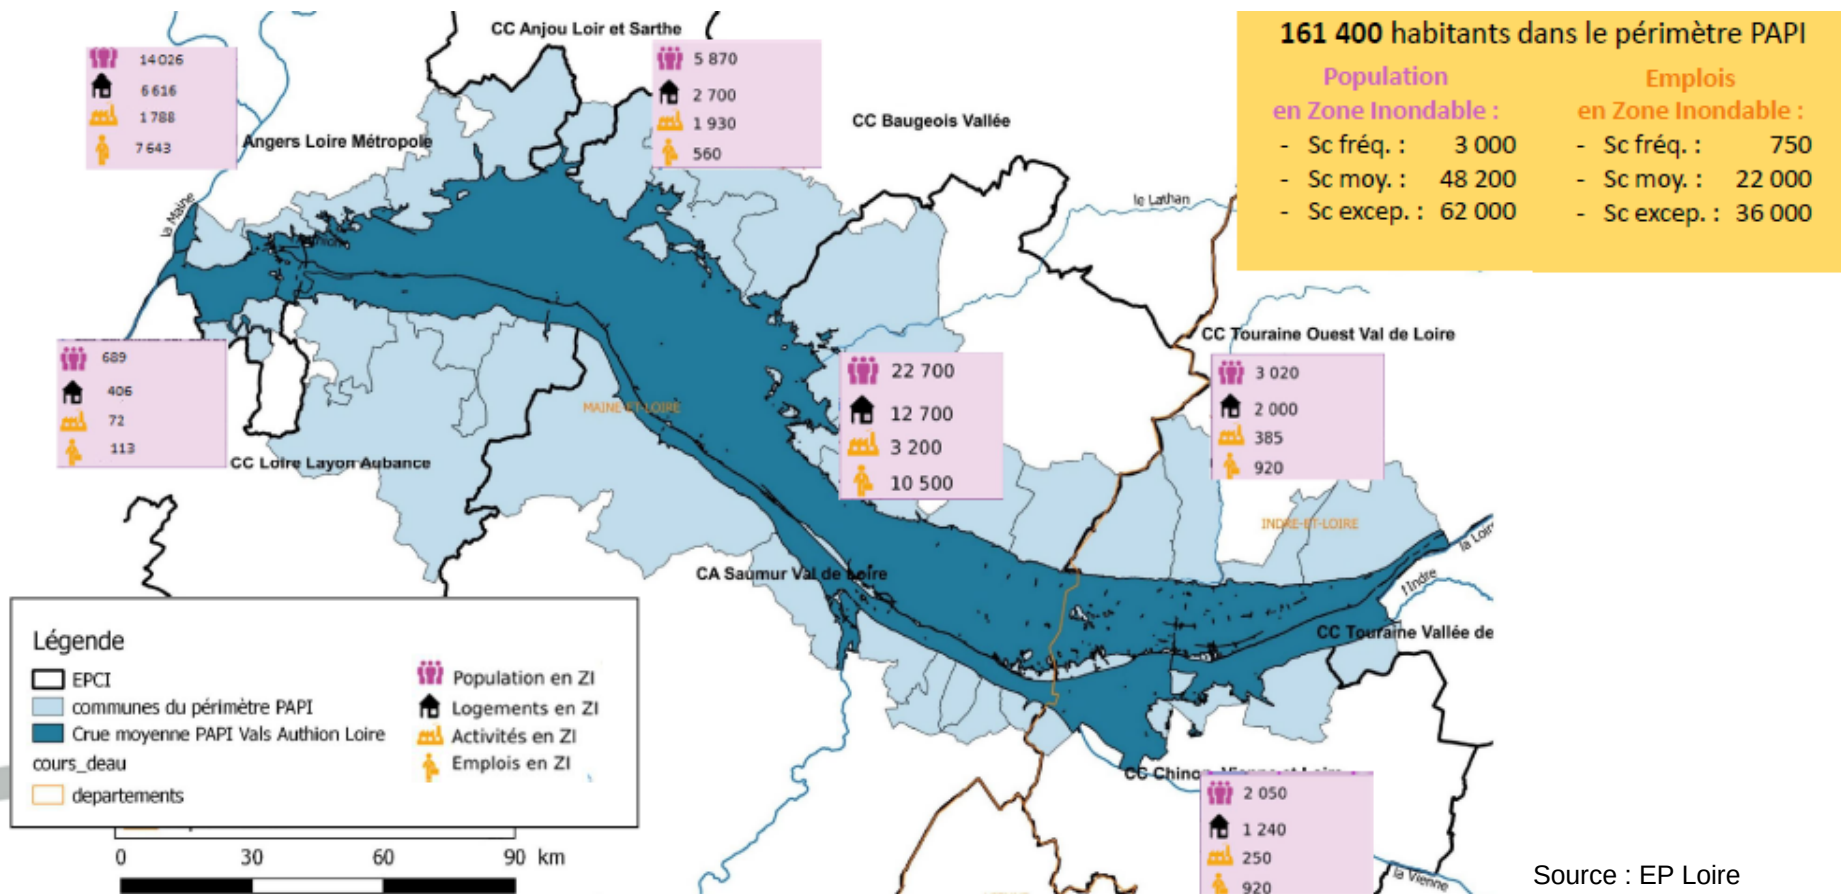 CC Anjou Loir et Sarthe
161 400 habitants dans le périmètre PAPI
Population
en Zone Inondable :
- Sc fréq. : 3 000
- Sc moy. : 48 200
- Sc excep. : 62 000
Emplois
en Zone Inondable :
- Sc fréq. : 750
- Sc moy. : 22 000
- Sc excep. : 36 000
14 026
6 616
1 788
7 643
5 870
2 700
1 930
560
Angers Loire Métropole
CC Baugeois Vallée
la Maine
le Lathan
CC Touraine Ouest Val de Loire
689
406
72
113
22 700
12 700
3 200
10 500
3 020
2 000
385
920
MAINE-ET-LOIRE
CC Loire Layon Aubance
INDRE-ET-LOIRE
la Loir
CA Saumur Val de Loire
l'Indre
CC Touraine Vallée de
Légende
EPCI
communes du périmètre PAPI
Crue moyenne PAPI Vals Authion Loire
cours_deau
departements
Population en ZI
Logements en ZI
Activités en ZI
Emplois en ZI
CC Chinon, Vienne et Loire
2 050
1 240
250
920
la Vienne
0 30 60 90 km
Source : EP Loire